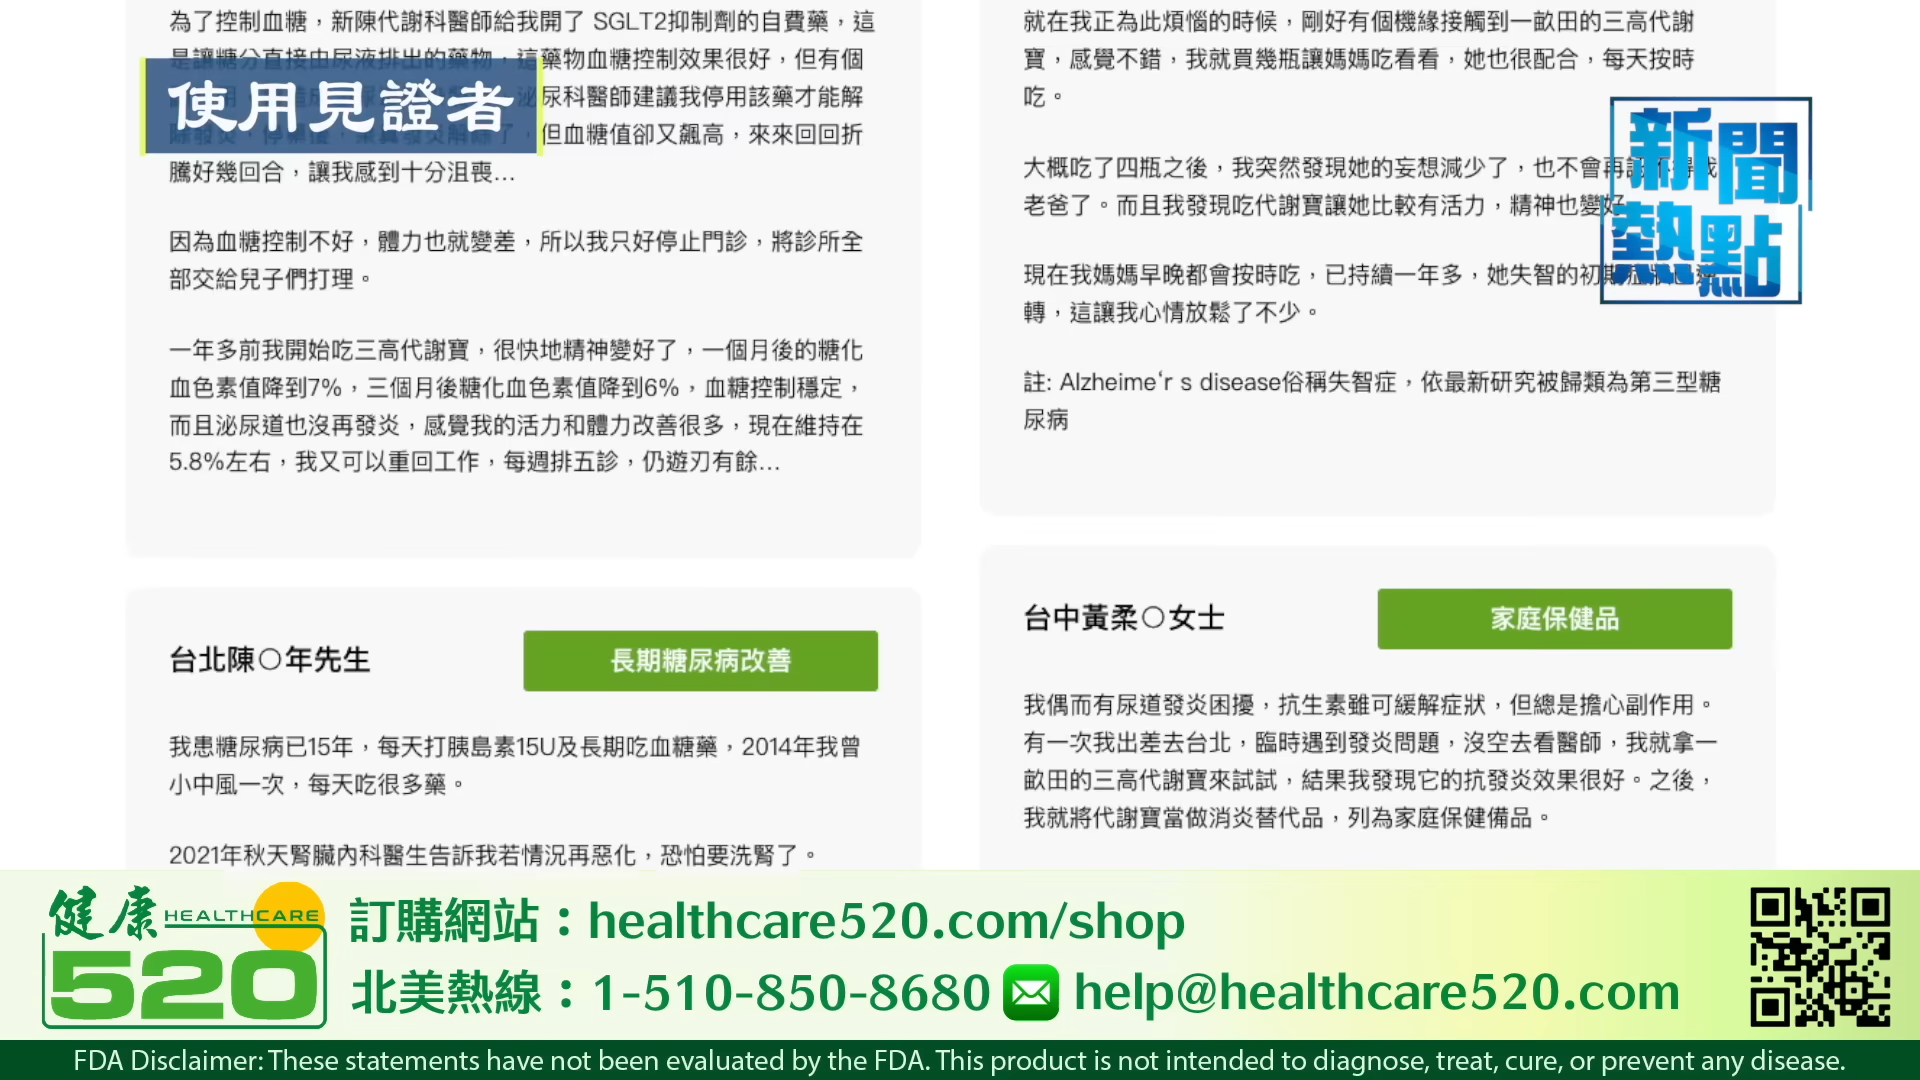 為了控制血糖，新陳代謝科醫師給我開了 SGLT2抑制劑的自費藥，這
是讓糖分直接由尿液排出的藥物，這藥物血糖控制效果很好，但有個
泌尿科醫師建議我停用該藥才能解
了，但血糖值卻又飆高，來來回回折
騰好幾回合，讓我感到十分沮喪...
因為血糖控制不好，體力也就變差，所以我只好停止門診，將診所全
部交給兒子們打理。
一年多前我開始吃三高代謝寶，很快地精神變好了，一個月後的糖化
血色素值降到7%，三個月後糖化血色素值降到6%，血糖控制穩定，
而且泌尿道也沒再發炎，感覺我的活力和體力改善很多，現在維持在
5.8%左右，我又可以重回工作，每週排五診，仍遊刃有餘...
使用見證者
就在我正為此煩惱的時候，剛好有個機緣接觸到一畝田的三高代謝
寶，感覺不錯，我就買幾瓶讓媽媽吃看看，她也很配合，每天按時
吃。
大概吃了四瓶之後，我突然發現她的妄想減少了，也不會再認不得我
老爸了。而且我發現吃代謝寶讓她比較有活力，精神也變好
現在我媽媽早晚都會按時吃，已持續一年多，她失智的初期症狀已逆
轉，這讓我心情放鬆了不少。
註: Alzheime‘r s disease俗稱失智症，依最新研究被歸類為第三型糖
尿病
新聞
熱點
台北陳○年先生
長期糖尿病改善
我患糖尿病已15年，每天打胰島素15U及長期吃血糖藥，2014年我曾
小中風一次，每天吃很多藥。
2021年秋天腎臟內科醫生告訴我若情況再惡化，恐怕要洗腎了。
台中黃柔○女士
家庭保健品
我偶而有尿道發炎困擾，抗生素雖可緩解症狀，但總是擔心副作用。
有一次我出差去台北，臨時遇到發炎問題，沒空去看醫師，我就拿一
畝田的三高代謝寶來試試，結果我發現它的抗發炎效果很好。之後，
我就將代謝寶當做消炎替代品，列為家庭保健備品。
健康 HEALTHCARE
520
訂購網站：healthcare520.com/shop
北美熱線：1-510-850-8680 help@healthcare520.com
FDA Disclaimer: These statements have not been evaluated by the FDA. This product is not intended to diagnose, treat, cure, or prevent any disease.